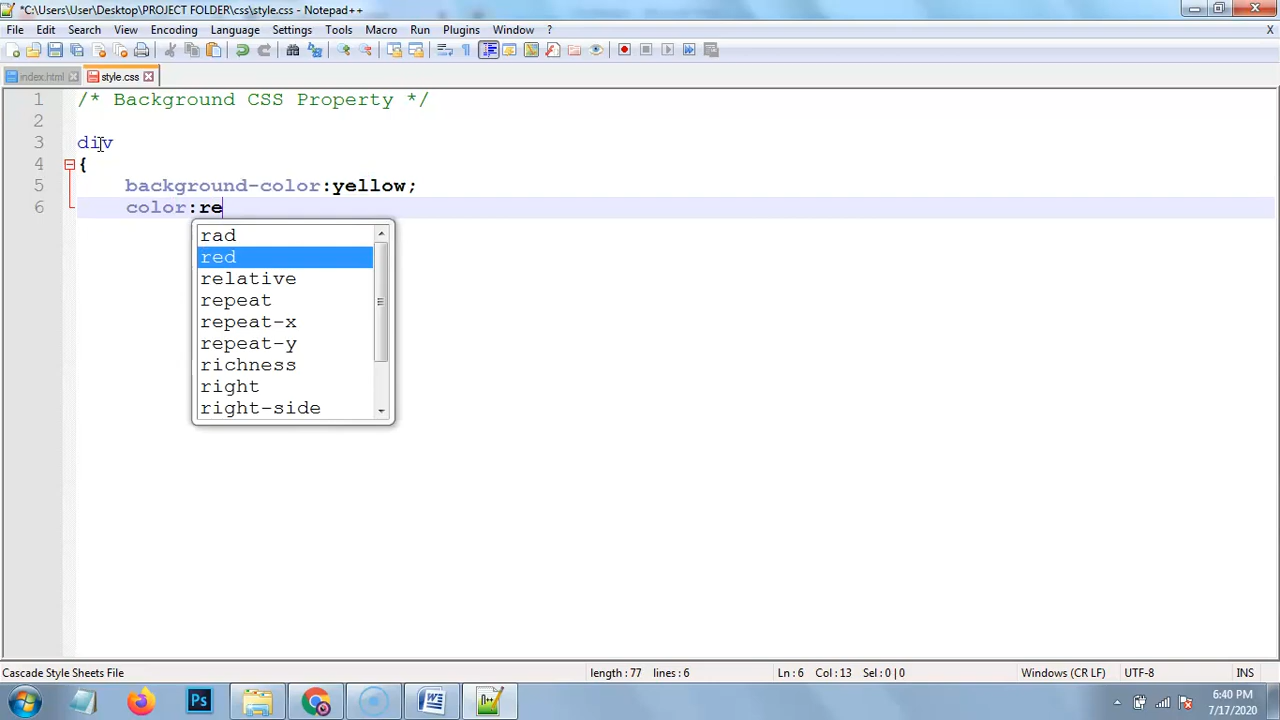 *C:\Users\User\Desktop\PROJECT FOLDER\css\style.css - Notepad++
File Edit Search View Encoding Language Settings Tools Macro Run Plugins Window ? X
index.html style.css
1 /* Background CSS Property */
2
3 div
4 {
5 background-color:yellow;
6 color:re
rad
red
relative
repeat
repeat-x
repeat-y
richness
right
right-side
Cascade Style Sheets File length : 77 lines : 6 Ln : 6 Col : 13 Sel : 0 | 0 Windows (CR LF) UTF-8 INS
Ps 6:40 PM
7/17/2020